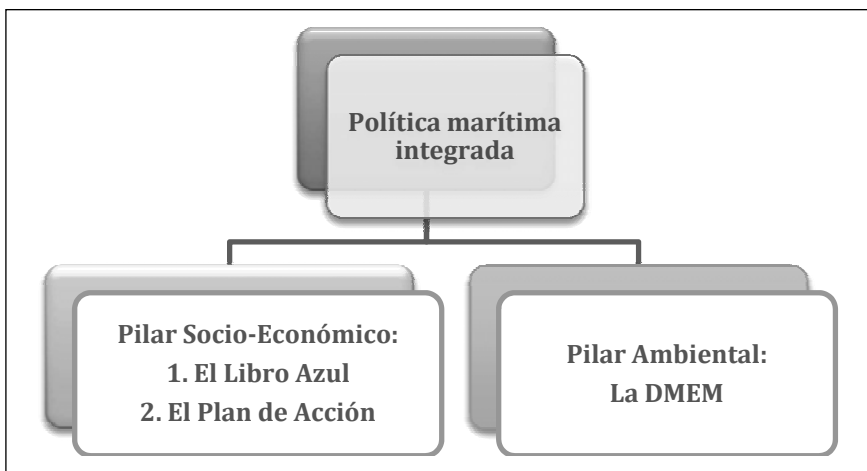 Política marítima
integrada
Pilar Socio-Económico:
1. El Libro Azul
2. El Plan de Acción
Pilar Ambiental:
La DMEM